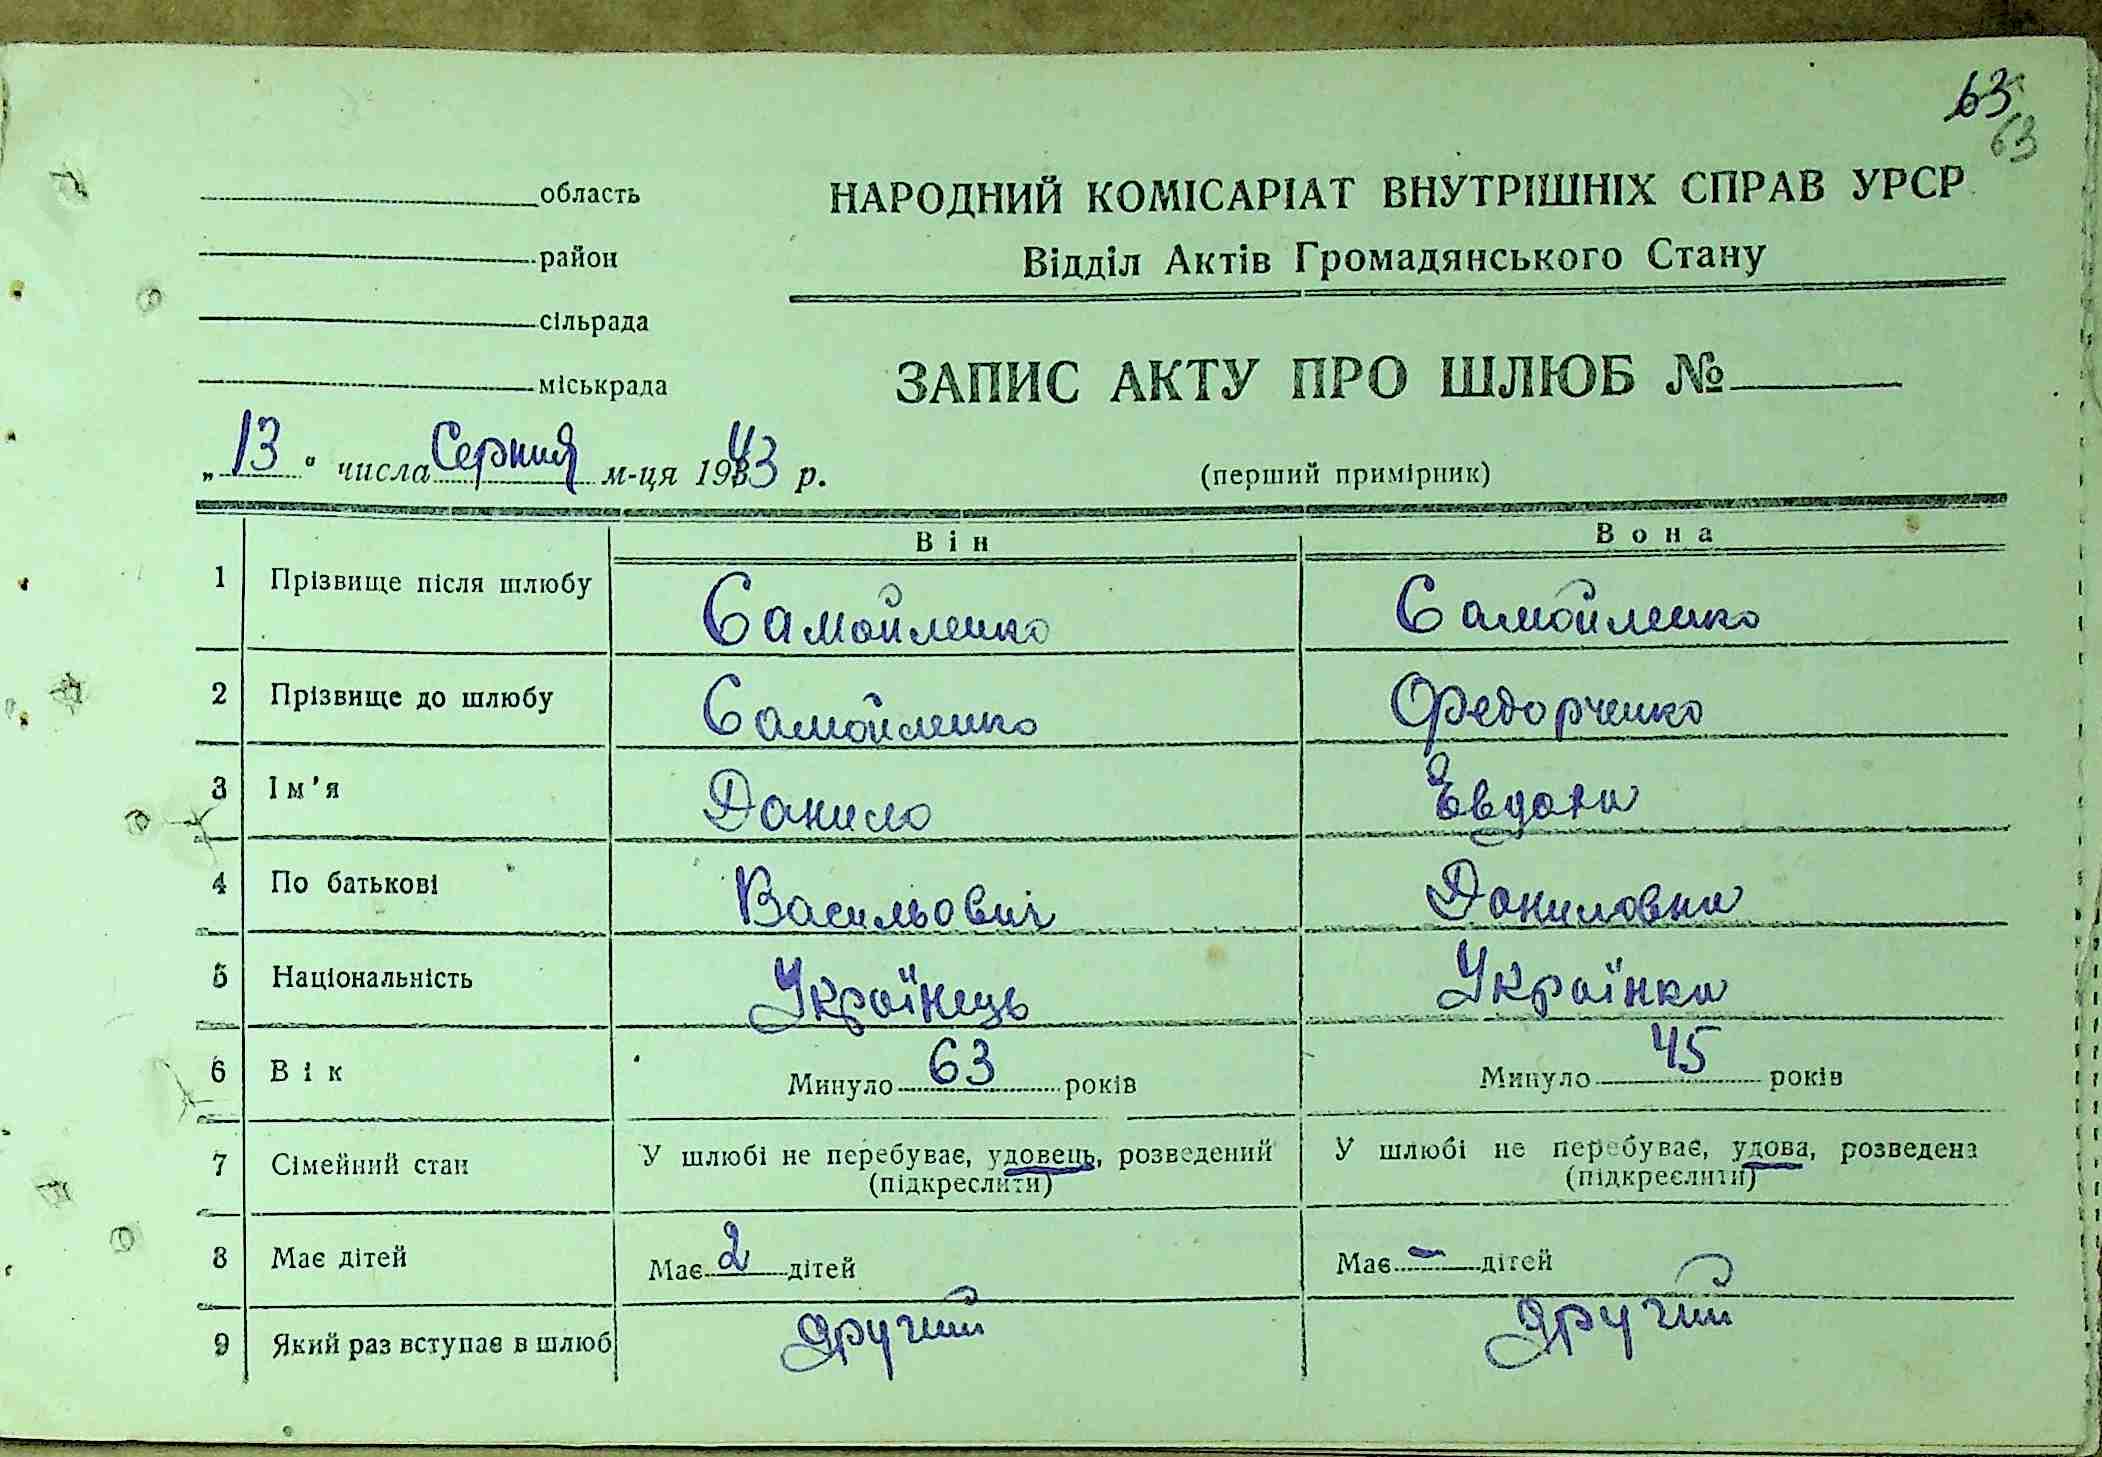 63
63
область
район
сільрада
міськрада
НАРОДНИЙ КОМІСАРІАТ ВНУТРІШНІХ СПРАВ УРСР
Відділ Актів Громадянського Стану
ЗАПИС АКТУ ПРО ШЛЮБ №
„13“ числа Серпня м-ця 1943 р.
(перший примірник)
Він Вона
1 Прізвище після шлюбу Самойленко Самойленко
2 Прізвище до шлюбу Самойленко Федорченко
3 Ім'я Данило Евдоки
4 По батькові Васильович Даниловна
5 Національність Українець Українка
6 Вік Минуло 63 років Минуло 45 років
7 Сімейний стан У шлюбі не перебуває, удовець, розведений У шлюбі не перебуває, удова, розведена
(підкреслити) (підкреслити)
8 Має дітей Має 2 дітей Має - дітей
9 Який раз вступає в шлюб другий другий